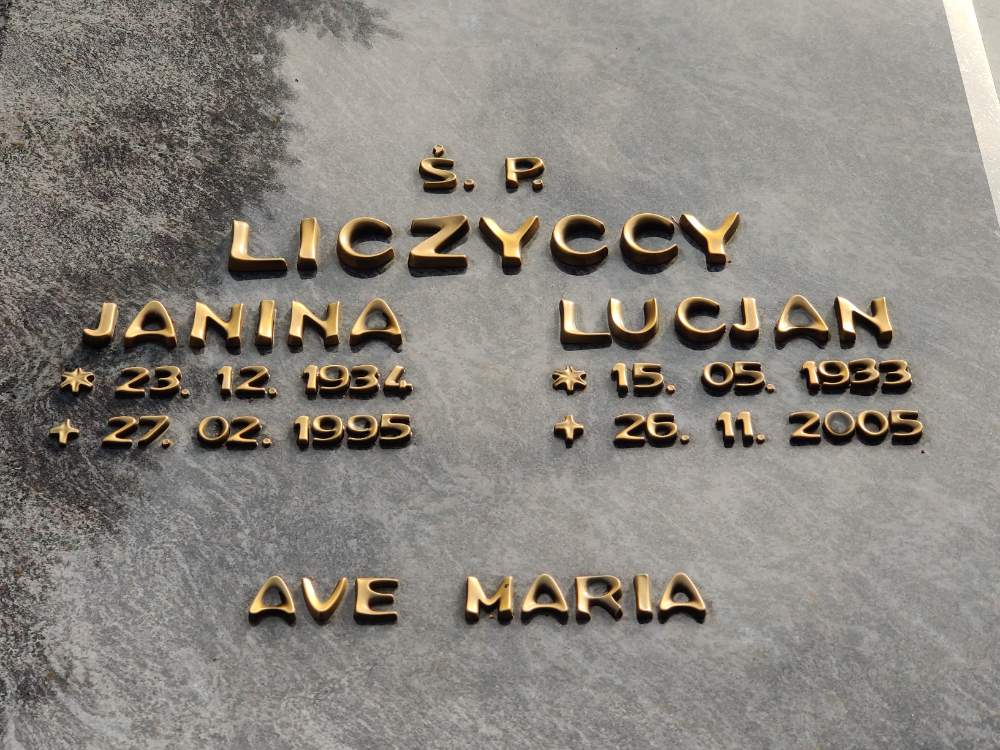 Ś. P.
LICZYCCY
JANINA LUCJAN
* 23. 12. 1934 * 15. 05. 1933
+ 27. 02. 1995 + 26. 11. 2005
AVE MARIA